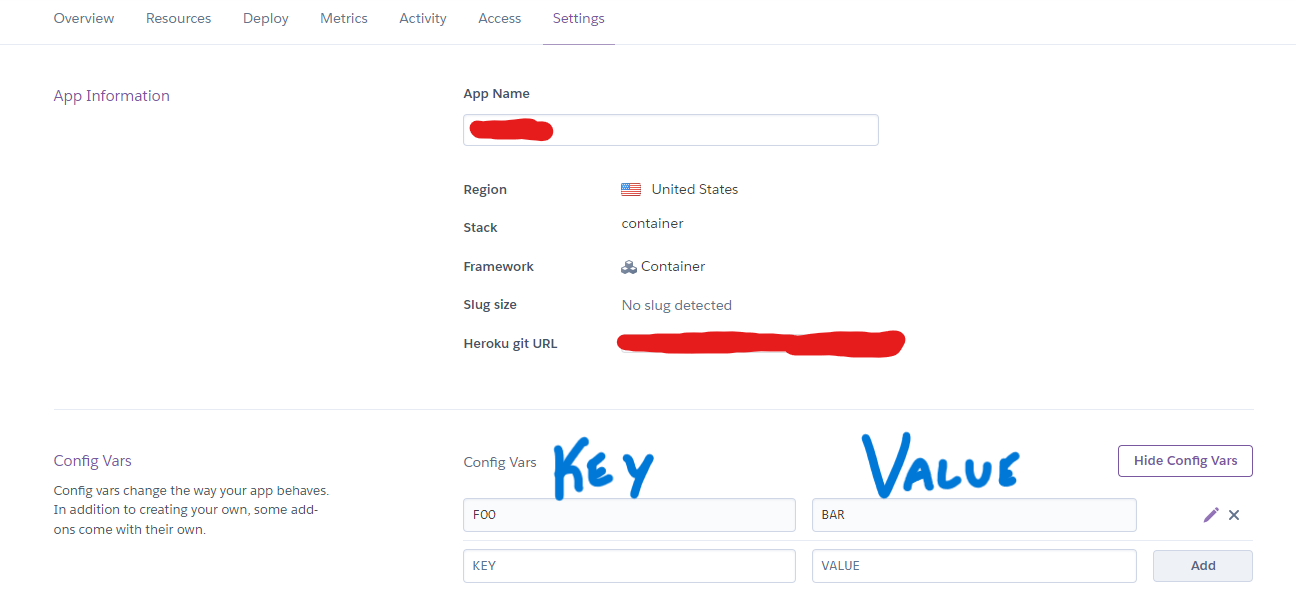 Overview Resources Deploy Metrics Activity Access Settings
App Information
App Name
Region United States
Stack container
Framework Container
Slug size No slug detected
Heroku git URL
Config Vars
Config vars change the way your app behaves.
In addition to creating your own, some add-
ons come with their own.
Config Vars KEY VALUE Hide Config Vars
FOO BAR
KEY VALUE Add